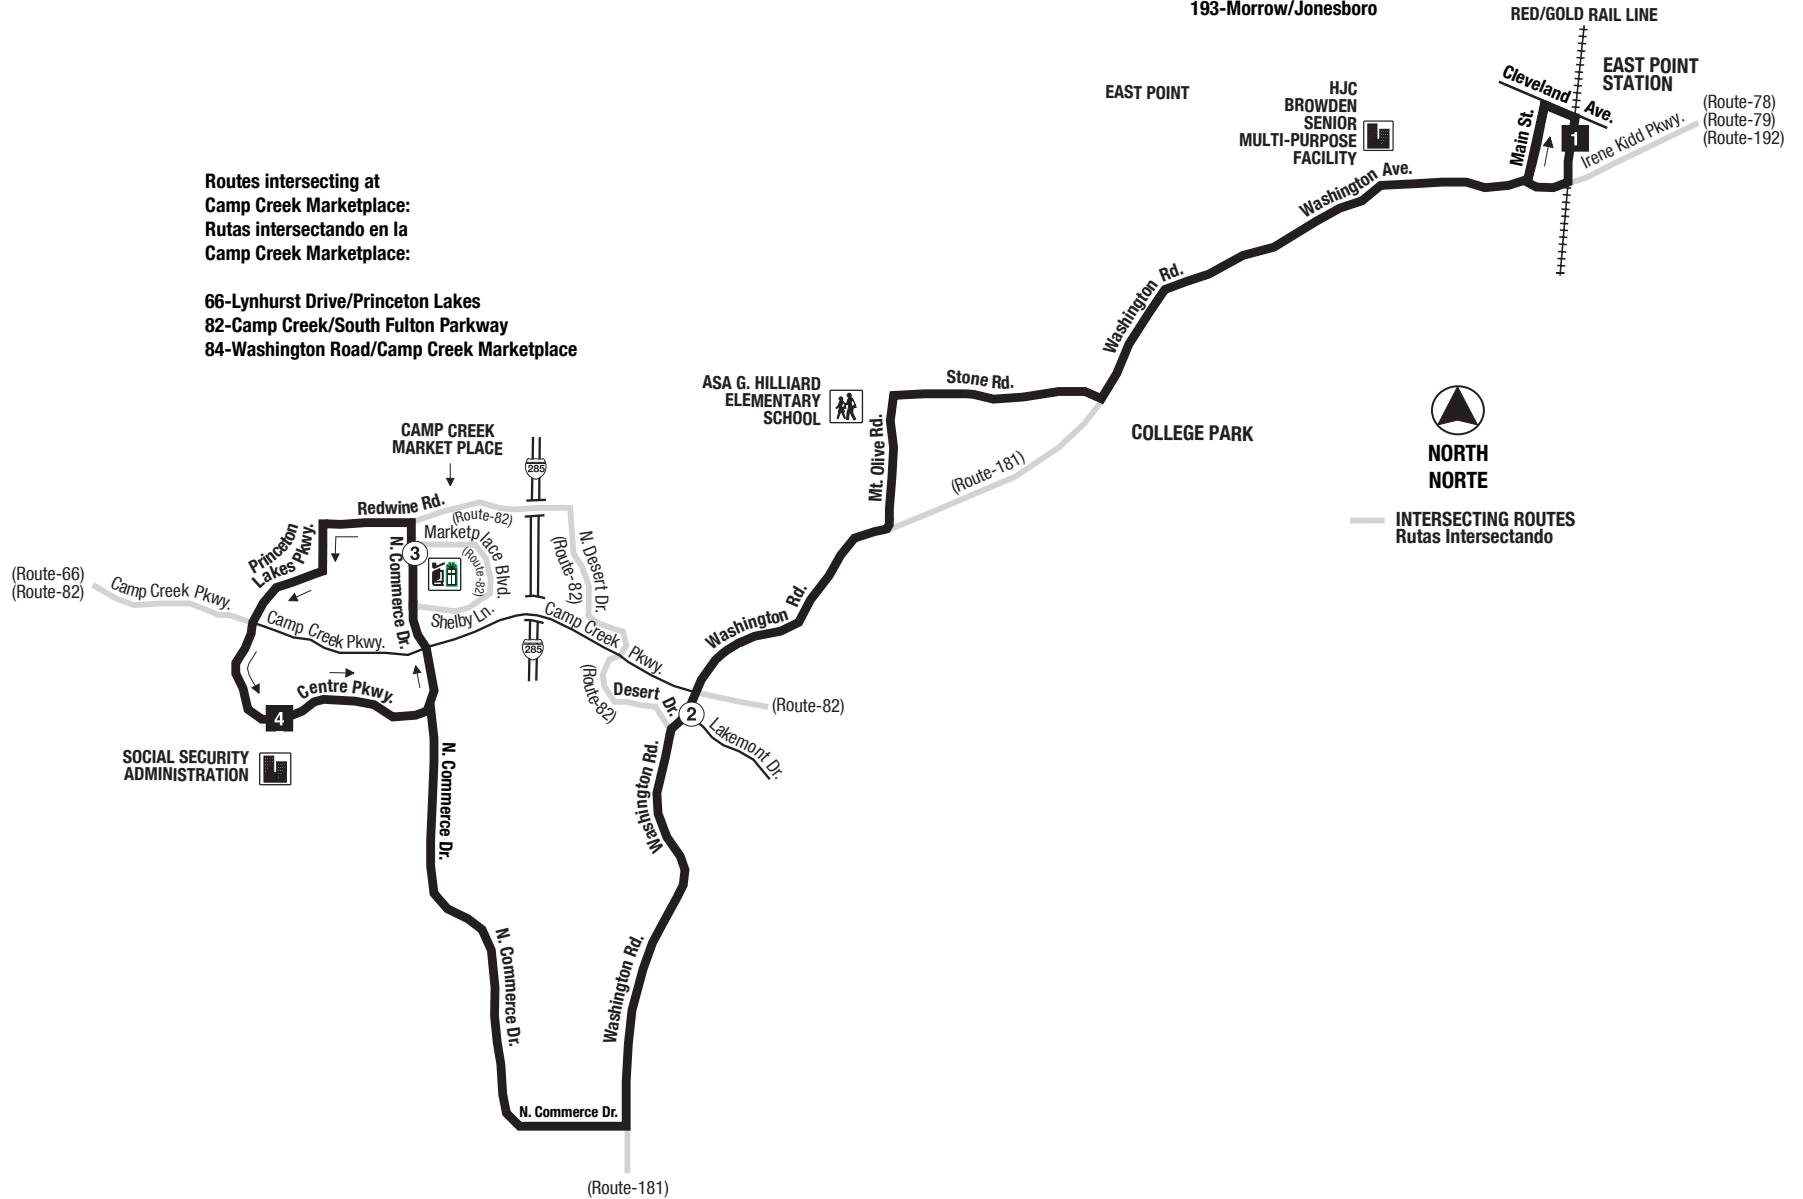 193-Morrow/Jonesboro
RED/GOLD RAIL LINE
EAST POINT
STATION
Cleveland Ave.
Main St.
1
Irene Kidd Pkwy.
(Route-78)
(Route-79)
(Route-192)
EAST POINT
HJC
BROWDEN
SENIOR
MULTI-PURPOSE
FACILITY
Washington Ave.
Routes intersecting at
Camp Creek Marketplace:
Rutas intersectando en la
Camp Creek Marketplace:
66-Lynhurst Drive/Princeton Lakes
82-Camp Creek/South Fulton Parkway
84-Washington Road/Camp Creek Marketplace
Washington Rd.
ASA G. HILLIARD
ELEMENTARY
SCHOOL
Stone Rd.
Mt. Olive Rd.
(Route-181)
COLLEGE PARK
NORTH
NORTE
INTERSECTING ROUTES
Rutas Intersectando
CAMP CREEK
MARKET PLACE
285
Redwine Rd.
(Route-82)
Princeton
Lakes Pkwy.
N. Commerce Dr.
3
Marketplace Blvd.
(Route-82)
N. Desert Dr.
(Route-82)
(Route-66)
(Route-82)
Camp Creek Pkwy.
Camp Creek Pkwy.
Shelby Ln.
Camp Creek Pkwy.
285
Washington Rd.
Centre Pkwy.
4
(Route-82)
Desert Dr.
2
(Route-82)
Lakemont Dr.
SOCIAL SECURITY
ADMINISTRATION
N. Commerce Dr.
Washington Rd.
N. Commerce Dr.
Washington Rd.
N. Commerce Dr.
(Route-181)